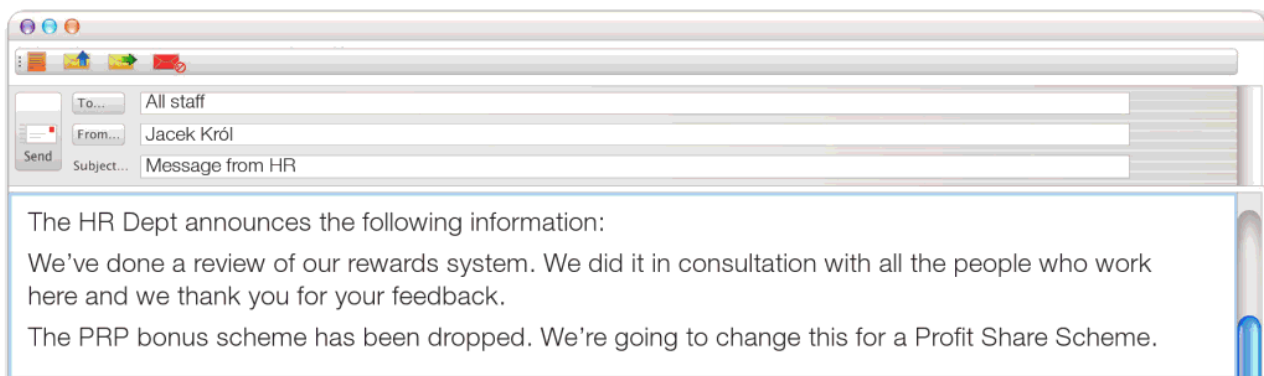 To...
All staff
From...
Jacek Król
Send
Subject...
Message from HR
The HR Dept announces the following information:
We've done a review of our rewards system. We did it in consultation with all the people who work
here and we thank you for your feedback.
The PRP bonus scheme has been dropped. We're going to change this for a Profit Share Scheme.